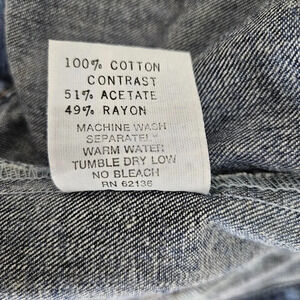 100% COTTON
CONTRAST
51% ACETATE
49% RAYON
MACHINE WASH
SEPARATELY
WARM WATER
TUMBLE DRY LOW
NO BLEACH
RN 62136